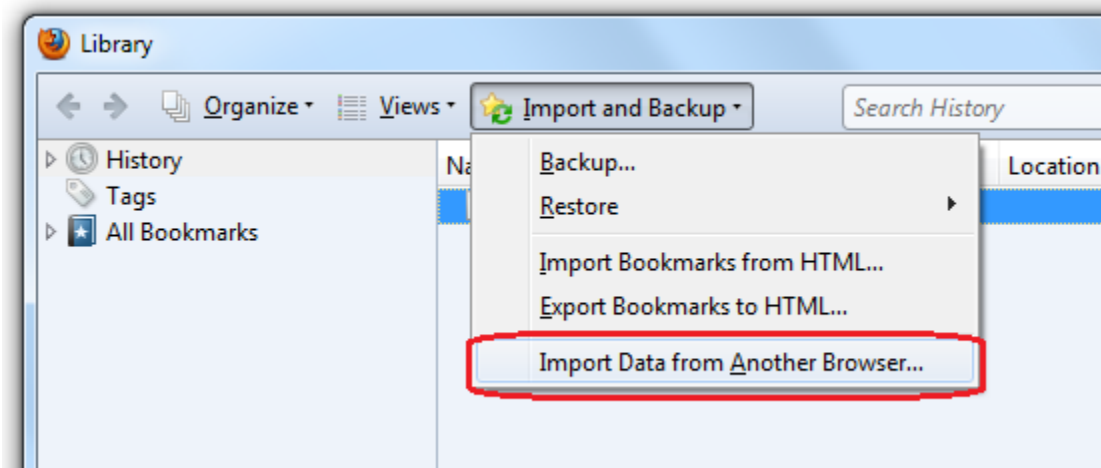 Library
Organize Views Import and Backup Search History
History
Tags
All Bookmarks
Na Location
Backup...
Restore
Import Bookmarks from HTML...
Export Bookmarks to HTML...
Import Data from Another Browser...